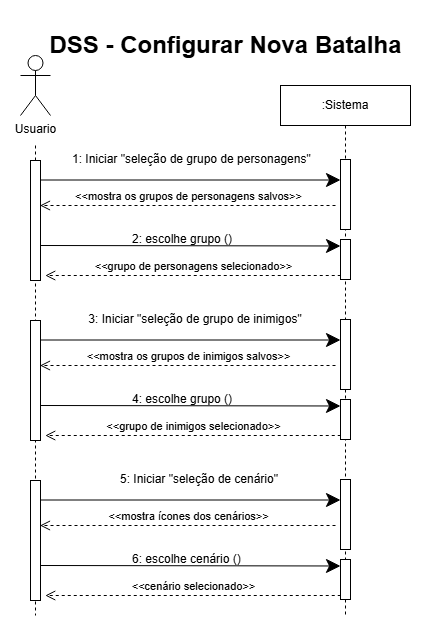 DSS - Configurar Nova Batalha
Usuario
:Sistema
1: Iniciar "seleção de grupo de personagens"
<<mostra os grupos de personagens salvos>>
2: escolhe grupo ()
<<grupo de personagens selecionado>>
3: Iniciar "seleção de grupo de inimigos"
<<mostra os grupos de inimigos salvos>>
4: escolhe grupo ()
<<grupo de inimigos selecionado>>
5: Iniciar "seleção de cenário"
<<mostra ícones dos cenários>>
6: escolhe cenário ()
<<cenário selecionado>>